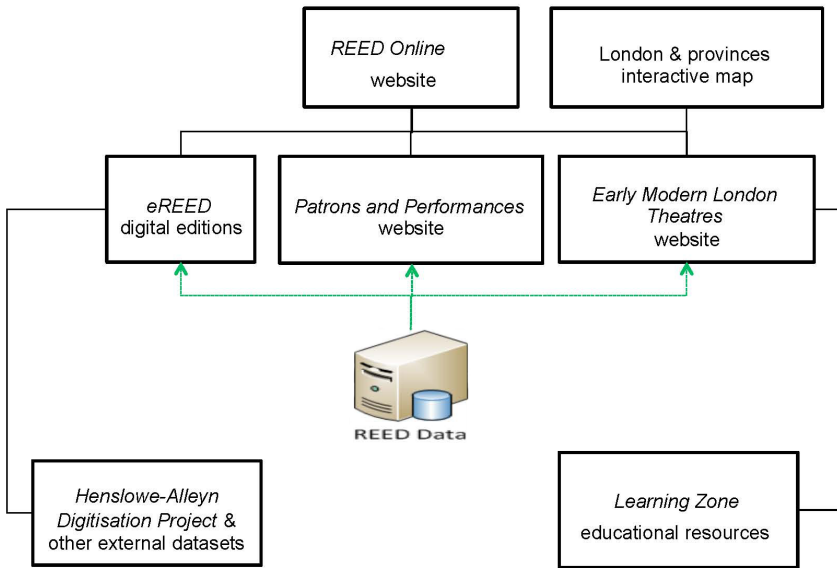 REED Online
website
London & provinces
interactive map
eREED
digital editions
Patrons and Performances
website
Early Modern London
Theatres
website
REED Data
Henslowe-Alleyn
Digitisation Project &
other external datasets
Learning Zone
educational resources